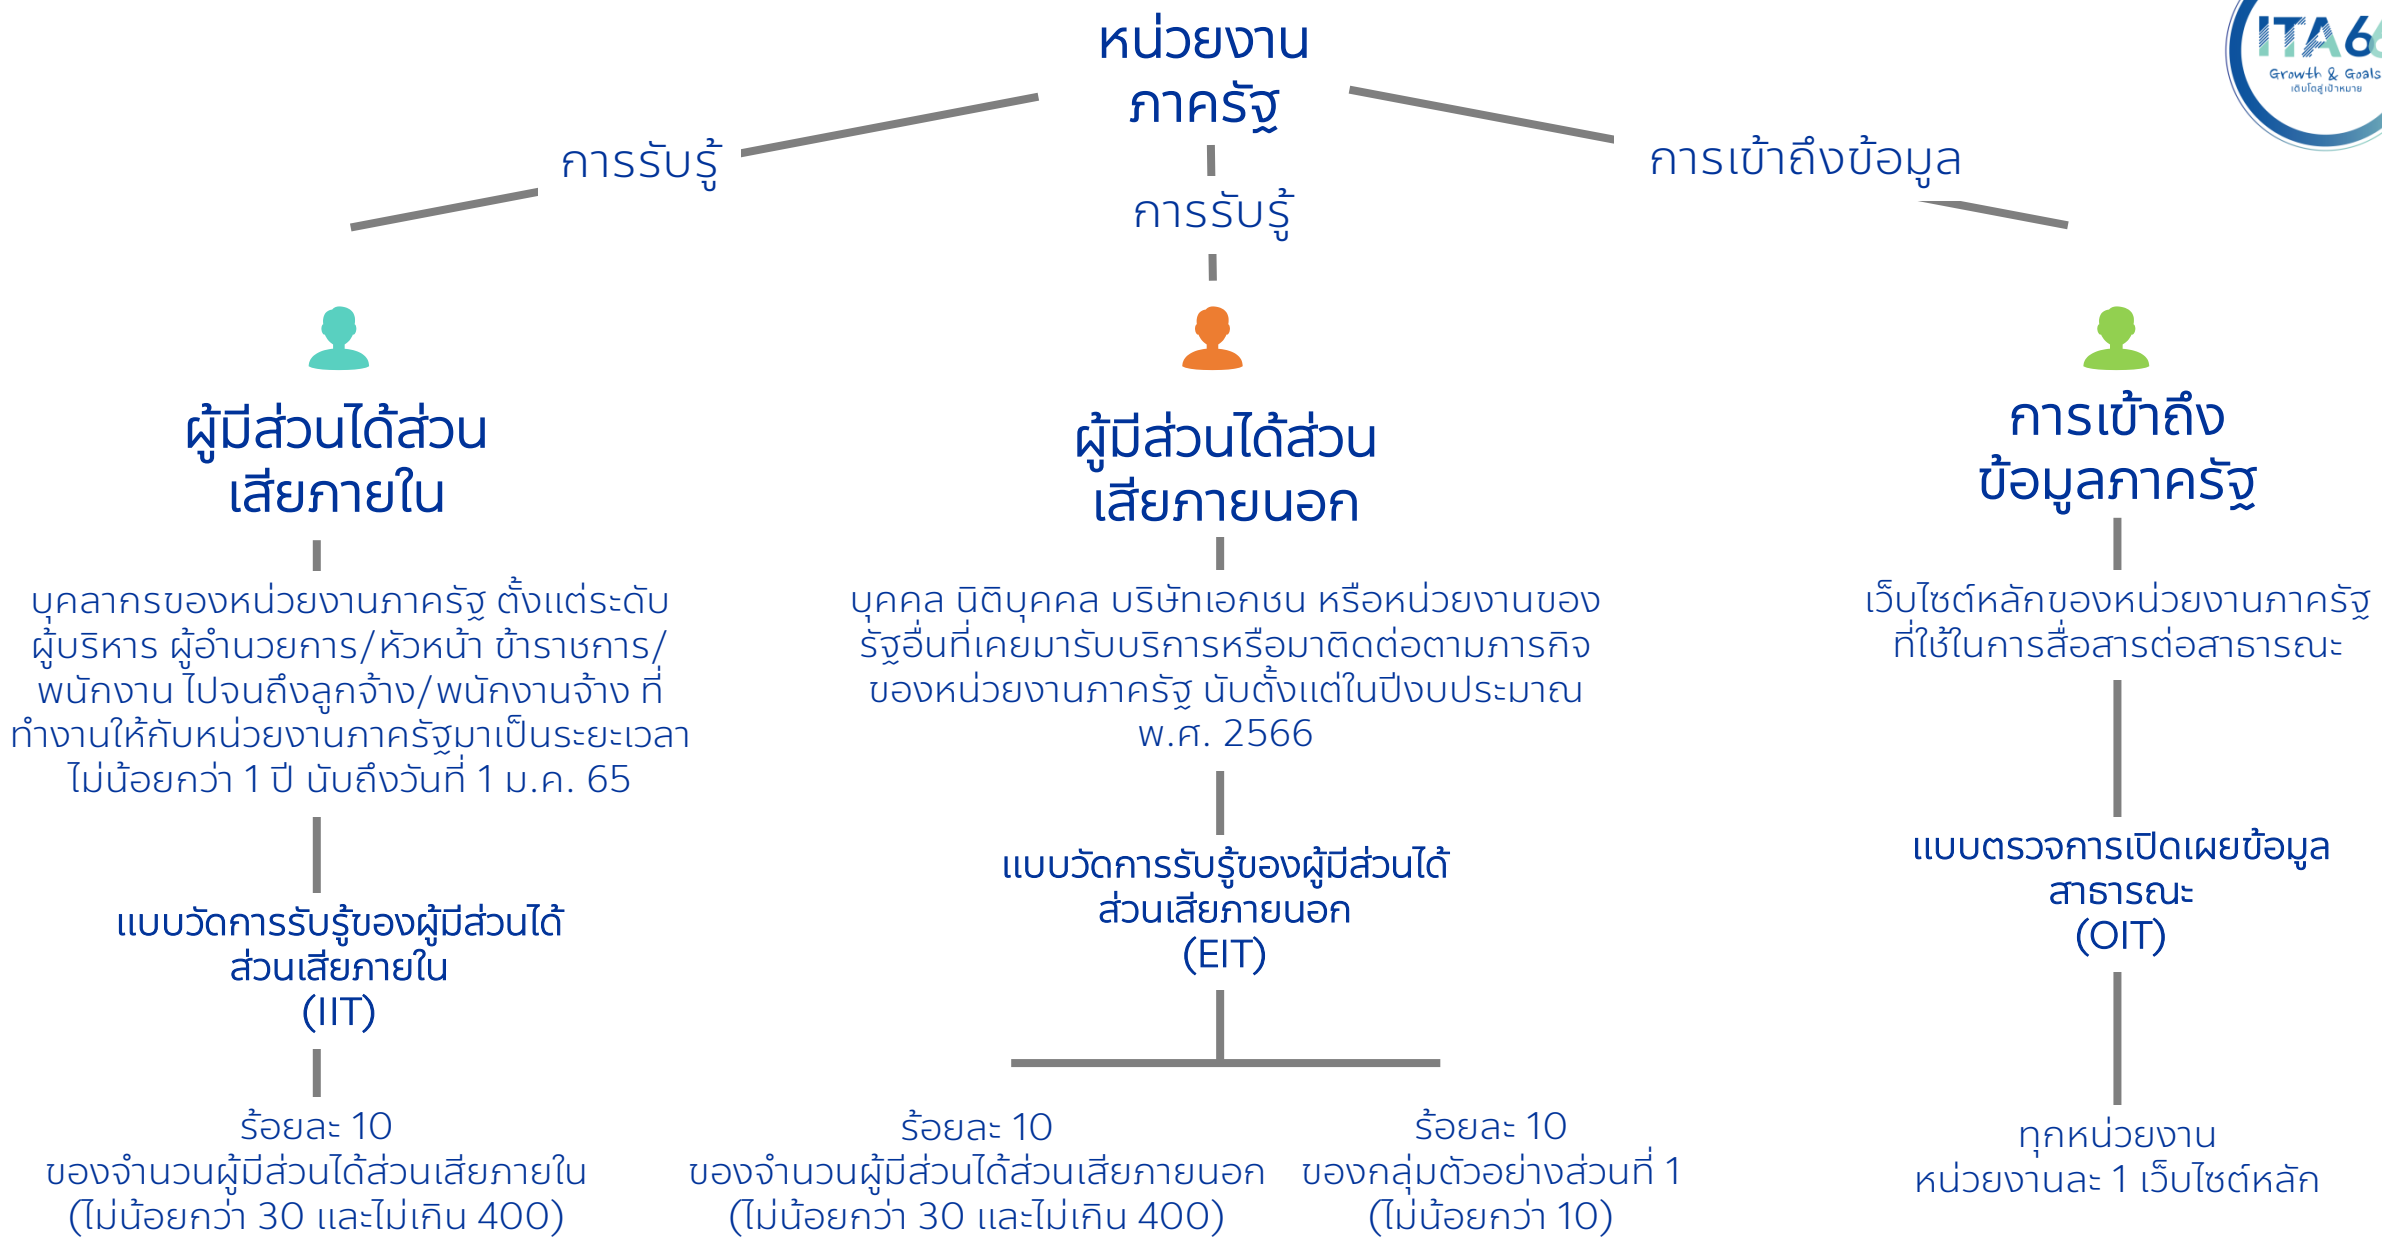 หน่วยงาน
ภาครัฐ
ITA66
Growth & Goals
เติบโตสู่เป้าหมาย
การรับรู้
การรับรู้
การเข้าถึงข้อมูล
ผู้มีส่วนได้ส่วน
เสียภายใน
บุคลากรของหน่วยงานภาครัฐ ตั้งแต่ระดับ
ผู้บริหาร ผู้อำนวยการ/หัวหน้า ข้าราชการ/
พนักงาน ไปจนถึงลูกจ้าง/พนักงานจ้าง ที่
ทำงานให้กับหน่วยงานภาครัฐมาเป็นระยะเวลา
ไม่น้อยกว่า 1 ปี นับถึงวันที่ 1 ม.ค. 65
แบบวัดการรับรู้ของผู้มีส่วนได้
ส่วนเสียภายใน
(IIT)
ร้อยละ 10
ของจำนวนผู้มีส่วนได้ส่วนเสียภายใน
(ไม่น้อยกว่า 30 และไม่เกิน 400)
ผู้มีส่วนได้ส่วน
เสียภายนอก
บุคคล นิติบุคคล บริษัทเอกชน หรือหน่วยงานของ
รัฐอื่นที่เคยมารับบริการหรือมาติดต่อตามภารกิจ
ของหน่วยงานภาครัฐ นับตั้งแต่ในปีงบประมาณ
พ.ศ. 2566
แบบวัดการรับรู้ของผู้มีส่วนได้
ส่วนเสียภายนอก
(EIT)
ร้อยละ 10
ของจำนวนผู้มีส่วนได้ส่วนเสียภายนอก
(ไม่น้อยกว่า 30 และไม่เกิน 400)
ร้อยละ 10
ของกลุ่มตัวอย่างส่วนที่ 1
(ไม่น้อยกว่า 10)
การเข้าถึง
ข้อมูลภาครัฐ
เว็บไซต์หลักของหน่วยงานภาครัฐ
ที่ใช้ในการสื่อสารต่อสาธารณะ
แบบตรวจการเปิดเผยข้อมูล
สาธารณะ
(OIT)
ทุกหน่วยงาน
หน่วยงานละ 1 เว็บไซต์หลัก